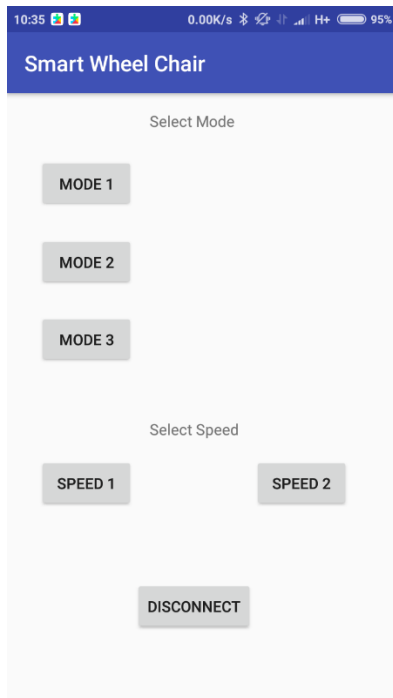 10:35 0.00K/s H+ 95%
Smart Wheel Chair
Select Mode
MODE 1
MODE 2
MODE 3
Select Speed
SPEED 1 SPEED 2
DISCONNECT